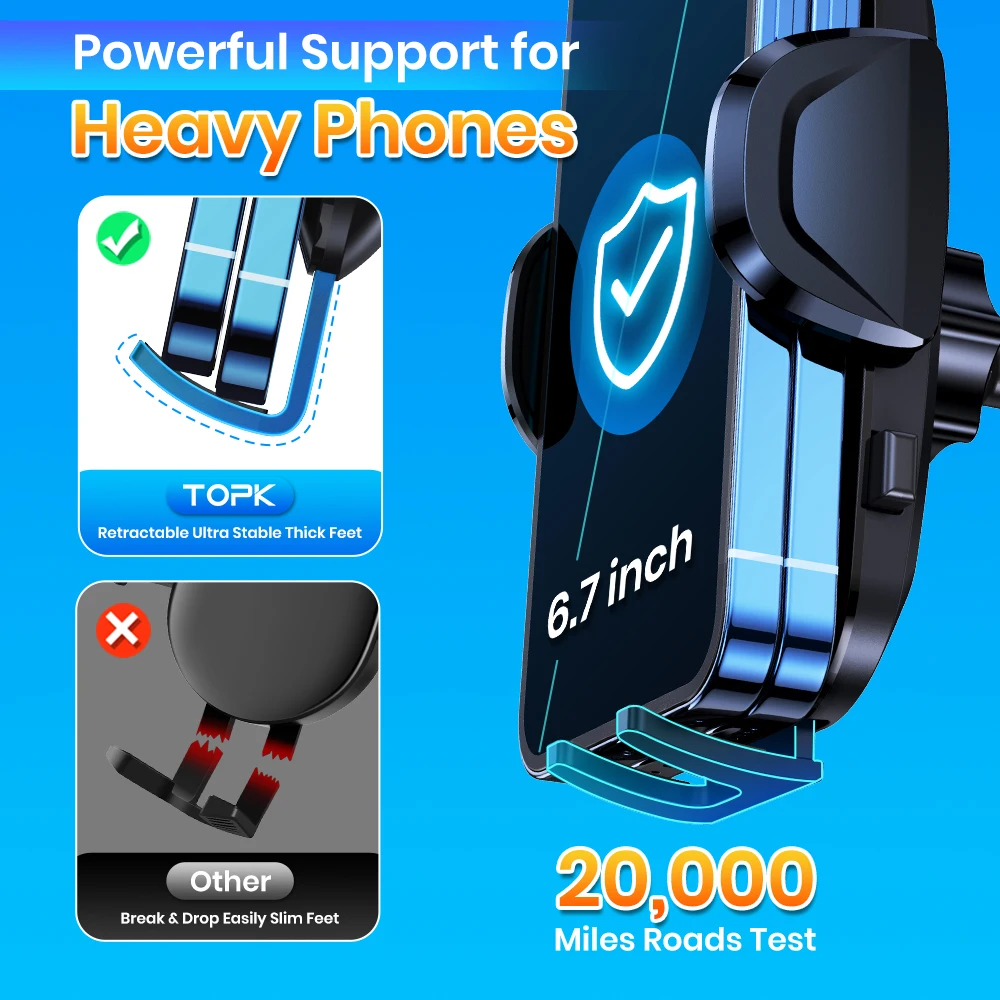 Powerful Support for
Heavy Phones
TOPK
Retractable Ultra Stable Thick Feet
6.7 inch
Other
Break & Drop Easily Slim Feet
20,000
Miles Roads Test